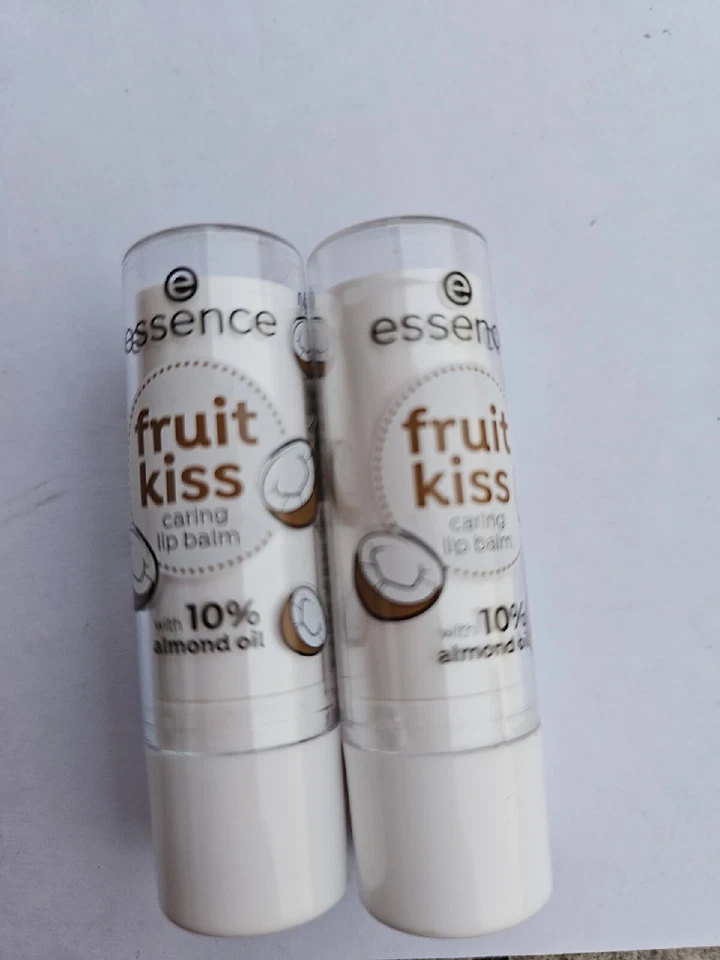 e
essence
fruit
kiss
caring
lip balm
with 10%
almond oil
e
essenc
fruit
kiss
caring
lip balm
with 10%
almond oil